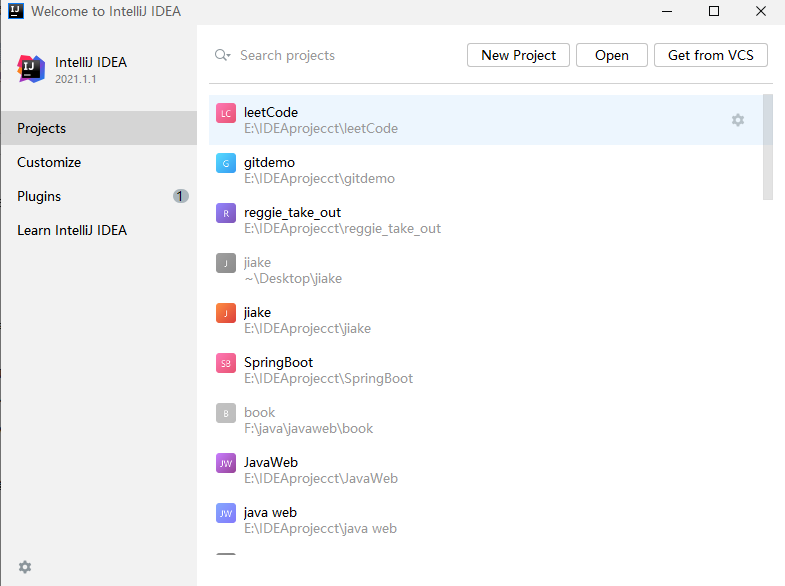 IJ Welcome to IntelliJ IDEA
IJ
IntelliJ IDEA
2021.1.1
Projects
Customize
Plugins 1
Learn IntelliJ IDEA
Search projects New Project Open Get from VCS
LC leetCode
E:\IDEAprojecct\leetCode
G gitdemo
E:\IDEAprojecct\gitdemo
R reggie_take_out
E:\IDEAprojecct\reggie_take_out
J jiake
~\Desktop\jiake
J jiake
E:\IDEAprojecct\jiake
SB SpringBoot
E:\IDEAprojecct\SpringBoot
B book
F:\java\javaweb\book
JW JavaWeb
E:\IDEAprojecct\JavaWeb
JW java web
E:\IDEAprojecct\java web